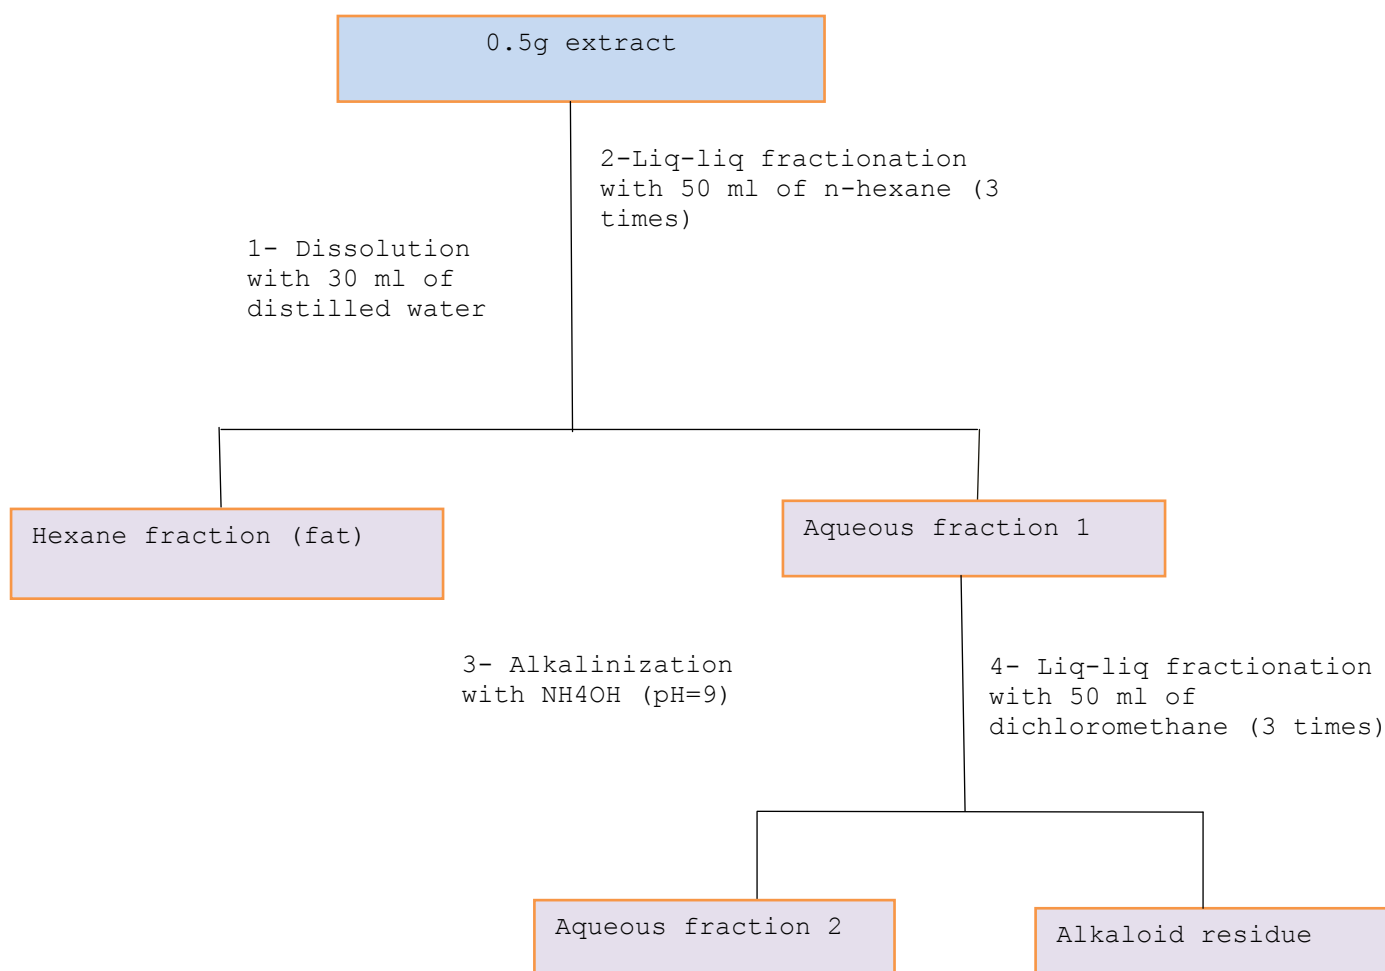 0.5g extract
2-Liq-liq fractionation
with 50 ml of n-hexane (3
times)
1- Dissolution
with 30 ml of
distilled water
Hexane fraction (fat)
Aqueous fraction 1
3- Alkalinization
with NH4OH (pH=9)
4- Liq-liq fractionation
with 50 ml of
dichloromethane (3 times)
Aqueous fraction 2
Alkaloid residue